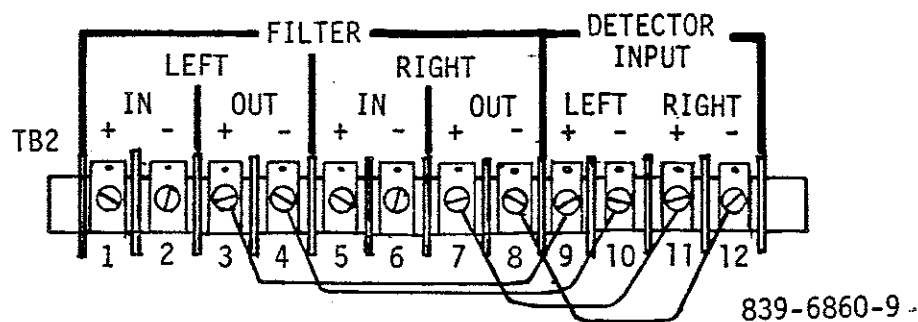 FILTER
DETECTOR
INPUT
LEFT RIGHT
IN OUT IN OUT LEFT RIGHT
TB2 + - + - + - + - + - + -
1 2 3 4 5 6 7 8 9 10 11 12
839-6860-9